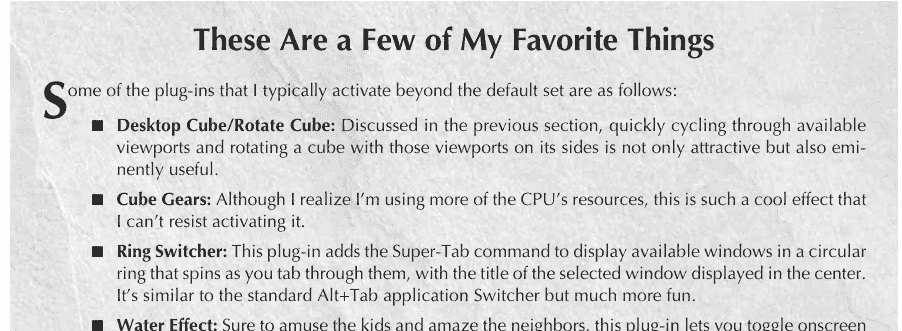 These Are a Few of My Favorite Things
Some of the plug-ins that I typically activate beyond the default set are as follows:
■ Desktop Cube/Rotate Cube: Discussed in the previous section, quickly cycling through available
viewports and rotating a cube with those viewports on its sides is not only attractive but also emi-
nently useful.
■ Cube Gears: Although I realize I’m using more of the CPU’s resources, this is such a cool effect that
I can’t resist activating it.
■ Ring Switcher: This plug-in adds the Super-Tab command to display available windows in a circular
ring that spins as you tab through them, with the title of the selected window displayed in the center.
It’s similar to the standard Alt+Tab application Switcher but much more fun.
■ Water Effect: Sure to amuse the kids and amaze the neighbors, this plug-in lets you toggle onscreen